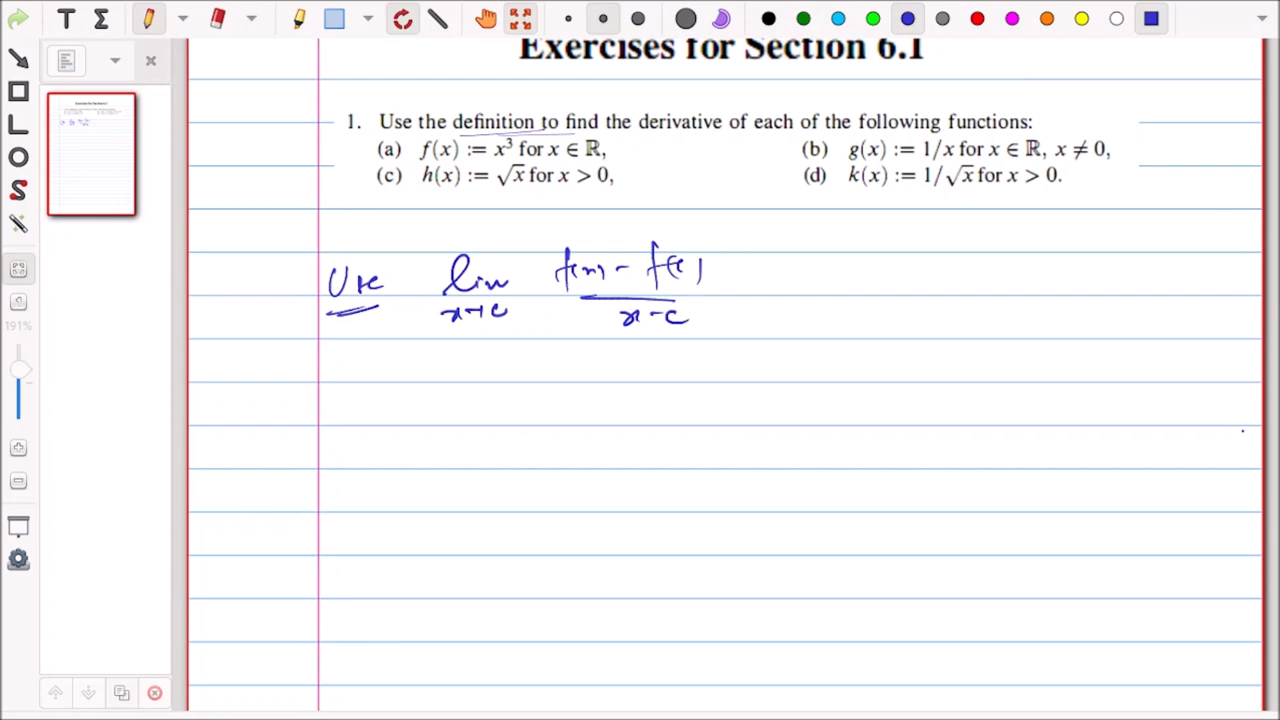 T Σ
Exercises for Section 6.1
1. Use the definition to find the derivative of each of the following functions:
(a) f(x) := x³ for x ∈ ℝ, (b) g(x) := 1/x for x ∈ ℝ, x ≠ 0,
(c) h(x) := √x for x > 0, (d) k(x) := 1/√x for x > 0.
Use lim f(x) - f(c)
x→c x-c
191%